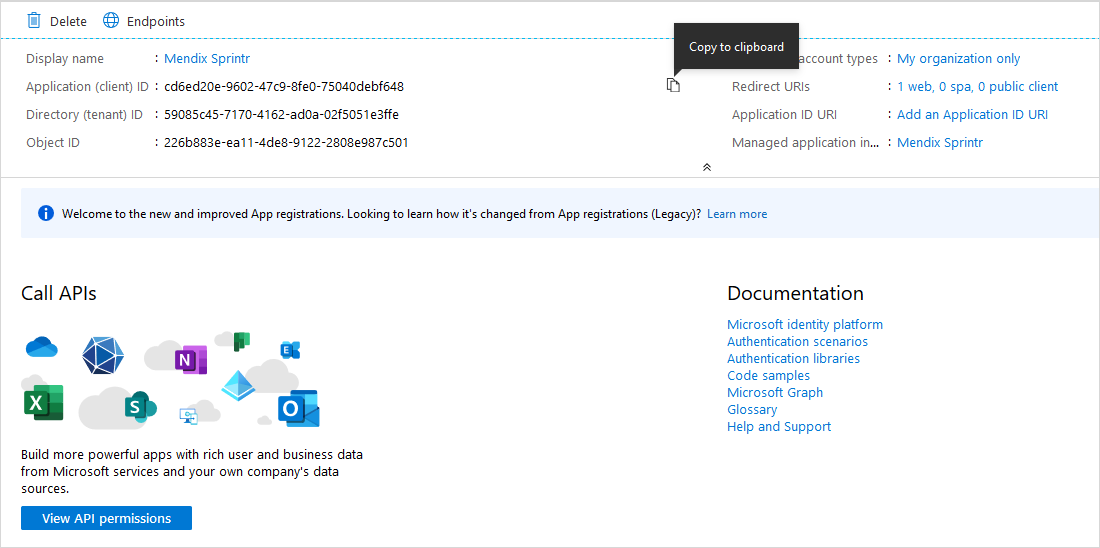 Delete Endpoints
Copy to clipboard
Display name : Mendix Sprintr account types : My organization only
Application (client) ID : cd6ed20e-9602-47c9-8fe0-75040debf648 Redirect URIs : 1 web, 0 spa, 0 public client
Directory (tenant) ID : 59085c45-7170-4162-ad0a-02f5051e3ffe Application ID URI : Add an Application ID URI
Object ID : 226b883e-ea11-4de8-9122-2808e987c501 Managed application in... : Mendix Sprintr
Welcome to the new and improved App registrations. Looking to learn how it's changed from App registrations (Legacy)? Learn more
Call APIs
N
E
X
S
O
Build more powerful apps with rich user and business data
from Microsoft services and your own company's data
sources.
View API permissions
Documentation
Microsoft identity platform
Authentication scenarios
Authentication libraries
Code samples
Microsoft Graph
Glossary
Help and Support